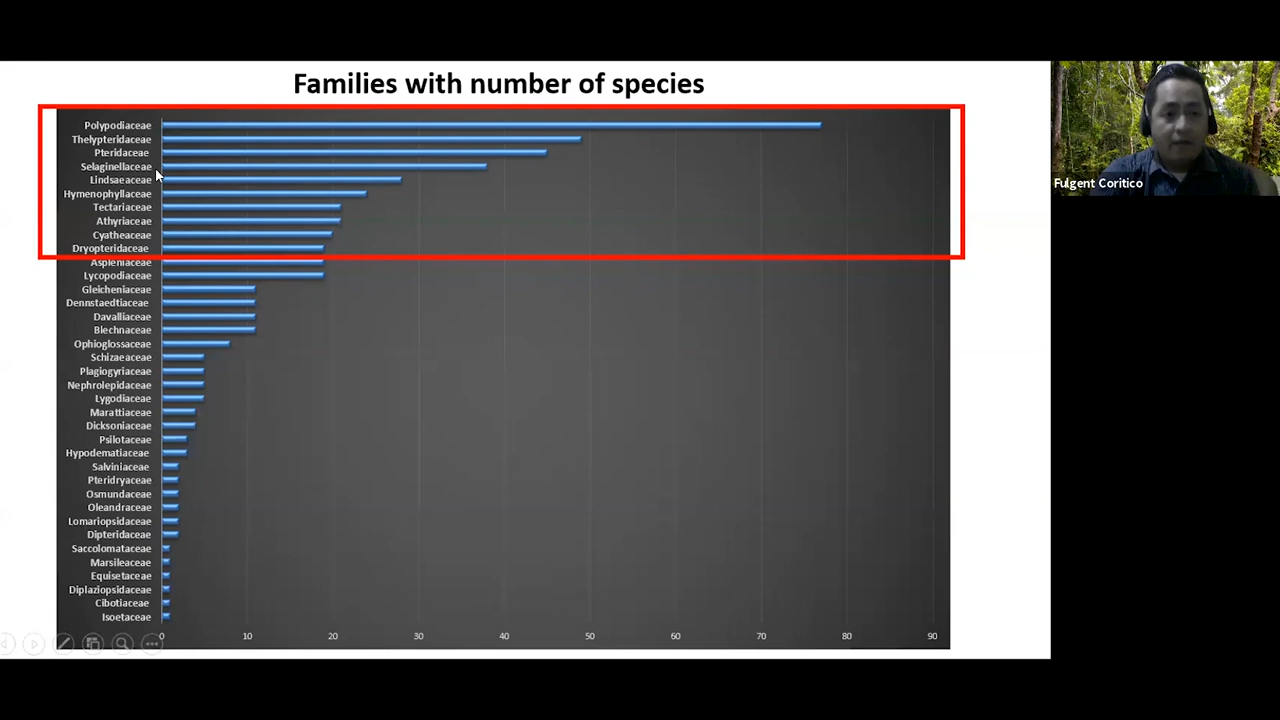 Families with number of species
Polypodiaceae
Thelypteridaceae
Pteridaceae
Selaginellaceae
Lindsaeaceae
Hymenophyllaceae
Tectariaceae
Athyriaceae
Cyatheaceae
Dryopteridaceae
Aspleniaceae
Lycopodiaceae
Gleicheniaceae
Dennstaedtiaceae
Davalliaceae
Blechnaceae
Ophioglossaceae
Schizaeaceae
Plagiogyriaceae
Nephrolepidaceae
Lygodiaceae
Marattiaceae
Dicksoniaceae
Psilotaceae
Hypodematiaceae
Salviniaceae
Pteridryaceae
Osmundaceae
Oleandraceae
Lomariopsidaceae
Dipteridaceae
Saccolomataceae
Marsileaceae
Equisetaceae
Diplaziopsidaceae
Cibotiaceae
Isoetaceae
0 10 20 30 40 50 60 70 80 90
Fulgent Coritico